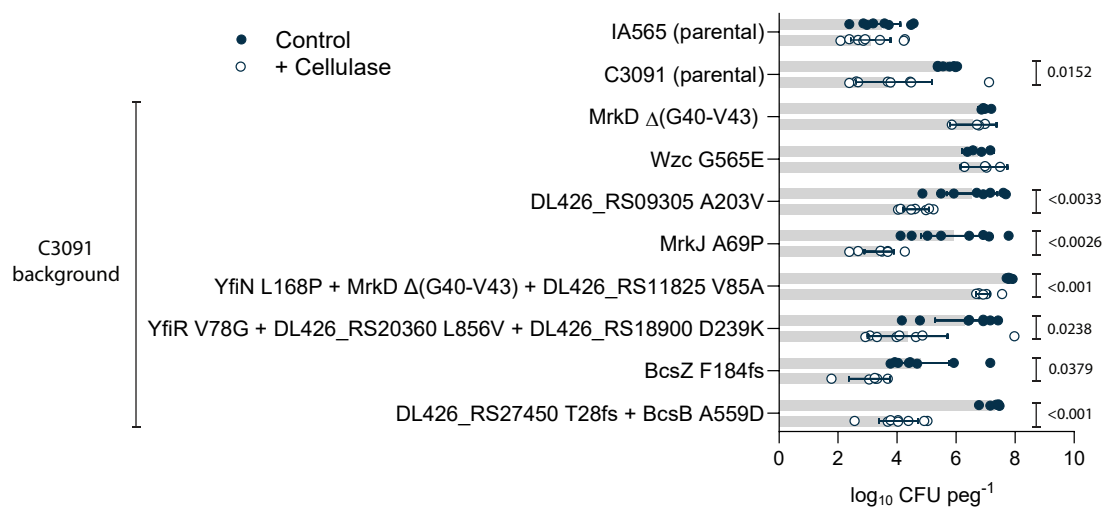 Control
+ Cellulase
IA565 (parental)
C3091 (parental)
0.0152
MrkD Δ(G40-V43)
Wzc G565E
DL426_RS09305 A203V
<0.0033
MrkJ A69P
<0.0026
C3091
background
YfiN L168P + MrkD Δ(G40-V43) + DL426_RS11825 V85A
<0.001
YfiR V78G + DL426_RS20360 L856V + DL426_RS18900 D239K
0.0238
BcsZ F184fs
0.0379
DL426_RS27450 T28fs + BcsB A559D
<0.001
0 2 4 6 8 10
log10 CFU peg-1